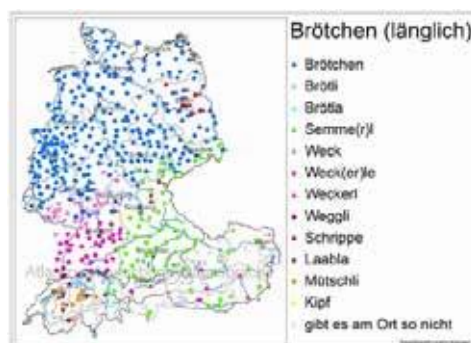 Brötchen (länglich)
Brötchen
Brötli
Brötla
Semme(r)l
Weck
Weck(er)le
Weckerl
Weggli
Schrippe
Laabla
Mütschli
Kipf
gibt es am Ort so nicht